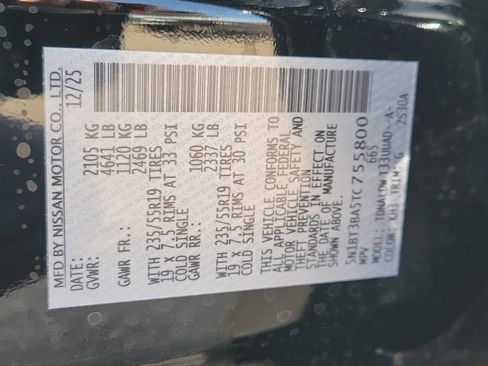 MFD BY NISSAN MOTOR CO., LTD.
DATE: 12/25
GVWR: 2105 KG
4641 LB
GAWR FR.: 1120 KG
2469 LB
WITH 235/55R19 TIRES
19 X 7.5J RIMS AT 33 PSI
COLD SINGLE
GAWR RR.: 1060 KG
2337 LB
WITH 235/55R19 TIRES
19 X 7.5J RIMS AT 30 PSI
COLD SINGLE
THIS VEHICLE CONFORMS TO
ALL APPLICABLE FEDERAL
MOTOR VEHICLE SAFETY AND
THEFT PREVENTION
STANDARDS IN EFFECT ON
THE DATE OF MANUFACTURE
SHOWN ABOVE.
5N1BT3BA5TC755800
MPV 665
MODEL:
COLOR: KH3 TRIM: G 2S30A